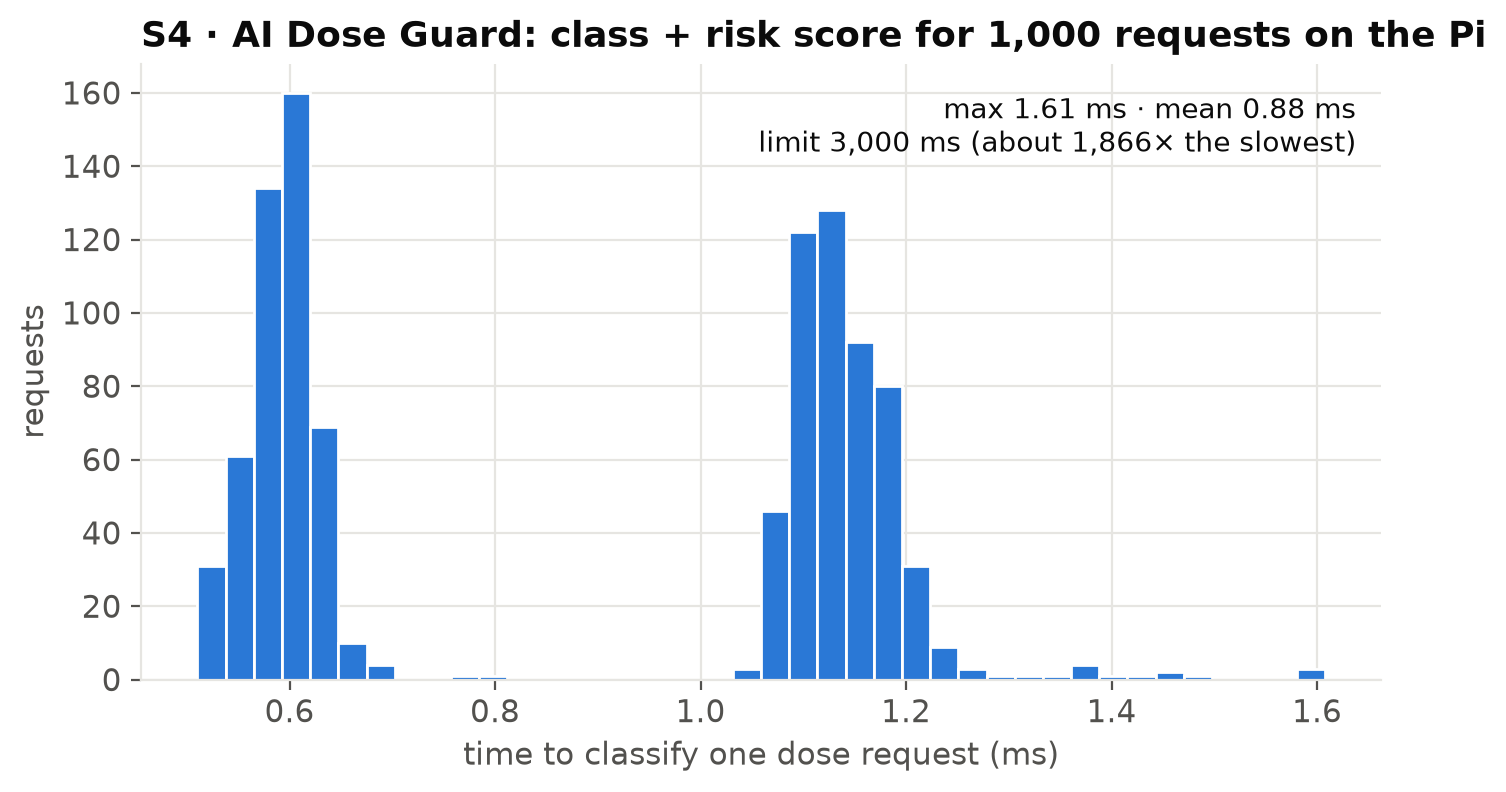 S4 · AI Dose Guard: class + risk score for 1,000 requests on the Pi
max 1.61 ms · mean 0.88 ms
limit 3,000 ms (about 1,866× the slowest)
requests
160
140
120
100
80
60
40
20
0
0.6 0.8 1.0 1.2 1.4 1.6
time to classify one dose request (ms)